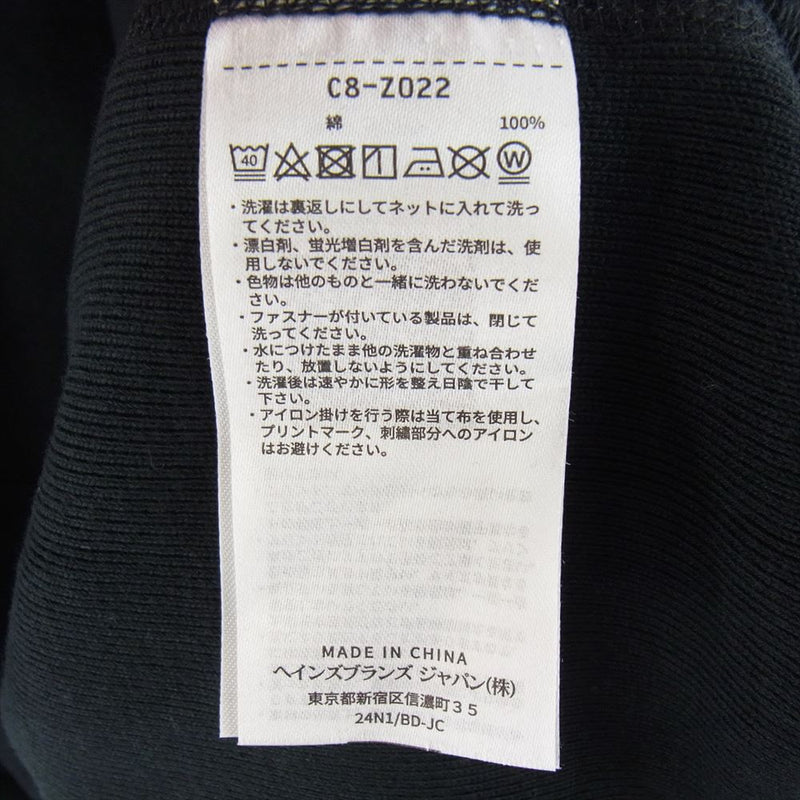 C8-Z022
綿 100%
40 W
・洗濯は裏返しにしてネットに入れて洗っ
てください。
・漂白剤、蛍光増白剤を含んだ洗剤は、使
用しないでください。
・色物は他のものと一緒に洗わないでくだ
さい。
・ファスナーが付いている製品は、閉じて
洗ってください。
・水につけたまま他の洗濯物と重ね合わせ
たり、放置しないようにしてください。
・洗濯後は速やかに形を整え日陰で干して
下さい。
・アイロン掛けを行う際は当て布を使用し、
プリントマーク、刺繍部分へのアイロン
はお避けください。
MADE IN CHINA
ヘインズブランズ ジャパン(株)
東京都新宿区信濃町35
24N1/BD-JC